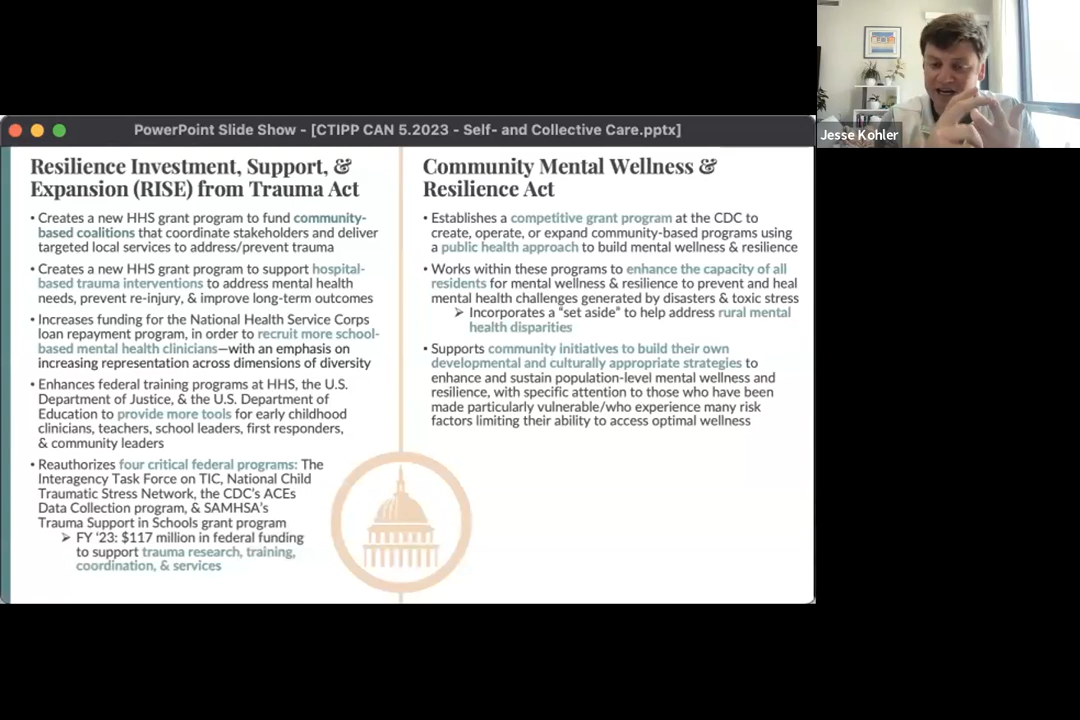 Jesse Kohler
PowerPoint Slide Show - [CTIPP CAN 5.2023 - Self- and Collective Care.pptx]
Resilience Investment, Support, &
Expansion (RISE) from Trauma Act
• Creates a new HHS grant program to fund community-
based coalitions that coordinate stakeholders and deliver
targeted local services to address/prevent trauma
• Creates a new HHS grant program to support hospital-
based trauma interventions to address mental health
needs, prevent re-injury, & improve long-term outcomes
• Increases funding for the National Health Service Corps
loan repayment program, in order to recruit more school-
based mental health clinicians—with an emphasis on
increasing representation across dimensions of diversity
• Enhances federal training programs at HHS, the U.S.
Department of Justice, & the U.S. Department of
Education to provide more tools for early childhood
clinicians, teachers, school leaders, first responders,
& community leaders
• Reauthorizes four critical federal programs: The
Interagency Task Force on TIC, National Child
Traumatic Stress Network, the CDC's ACEs
Data Collection program, & SAMHSA's
Trauma Support in Schools grant program
➢ FY '23: $117 million in federal funding
to support trauma research, training,
coordination, & services
Community Mental Wellness &
Resilience Act
• Establishes a competitive grant program at the CDC to
create, operate, or expand community-based programs using
a public health approach to build mental wellness & resilience
• Works within these programs to enhance the capacity of all
residents for mental wellness & resilience to prevent and heal
mental health challenges generated by disasters & toxic stress
➢ Incorporates a "set aside" to help address rural mental
health disparities
• Supports community initiatives to build their own
developmental and culturally appropriate strategies to
enhance and sustain population-level mental wellness and
resilience, with specific attention to those who have been
made particularly vulnerable/who experience many risk
factors limiting their ability to access optimal wellness